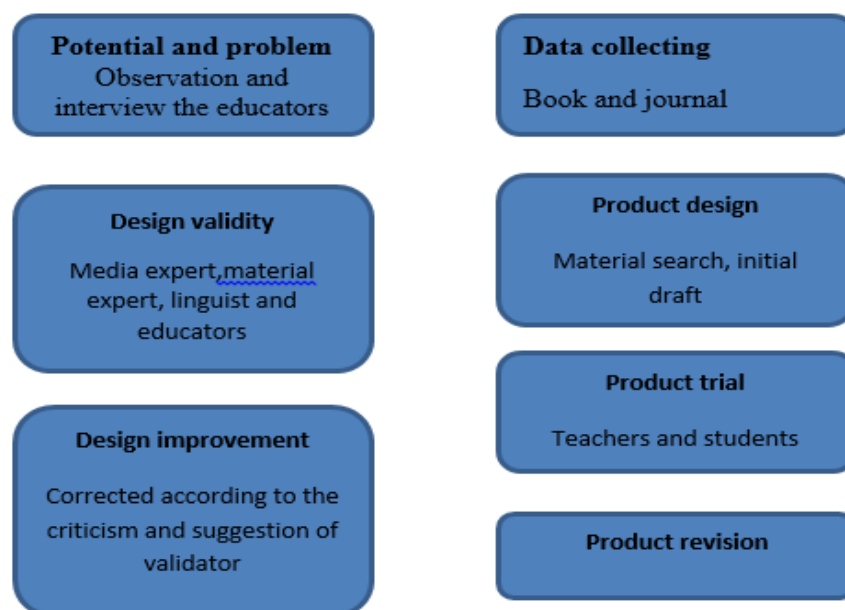 Potential and problem
Observation and
interview the educators
Data collecting
Book and journal
Design validity
Media expert,material
expert, linguist and
educators
Product design
Material search, initial
draft
Design improvement
Corrected according to the
criticism and suggestion of
validator
Product trial
Teachers and students
Product revision